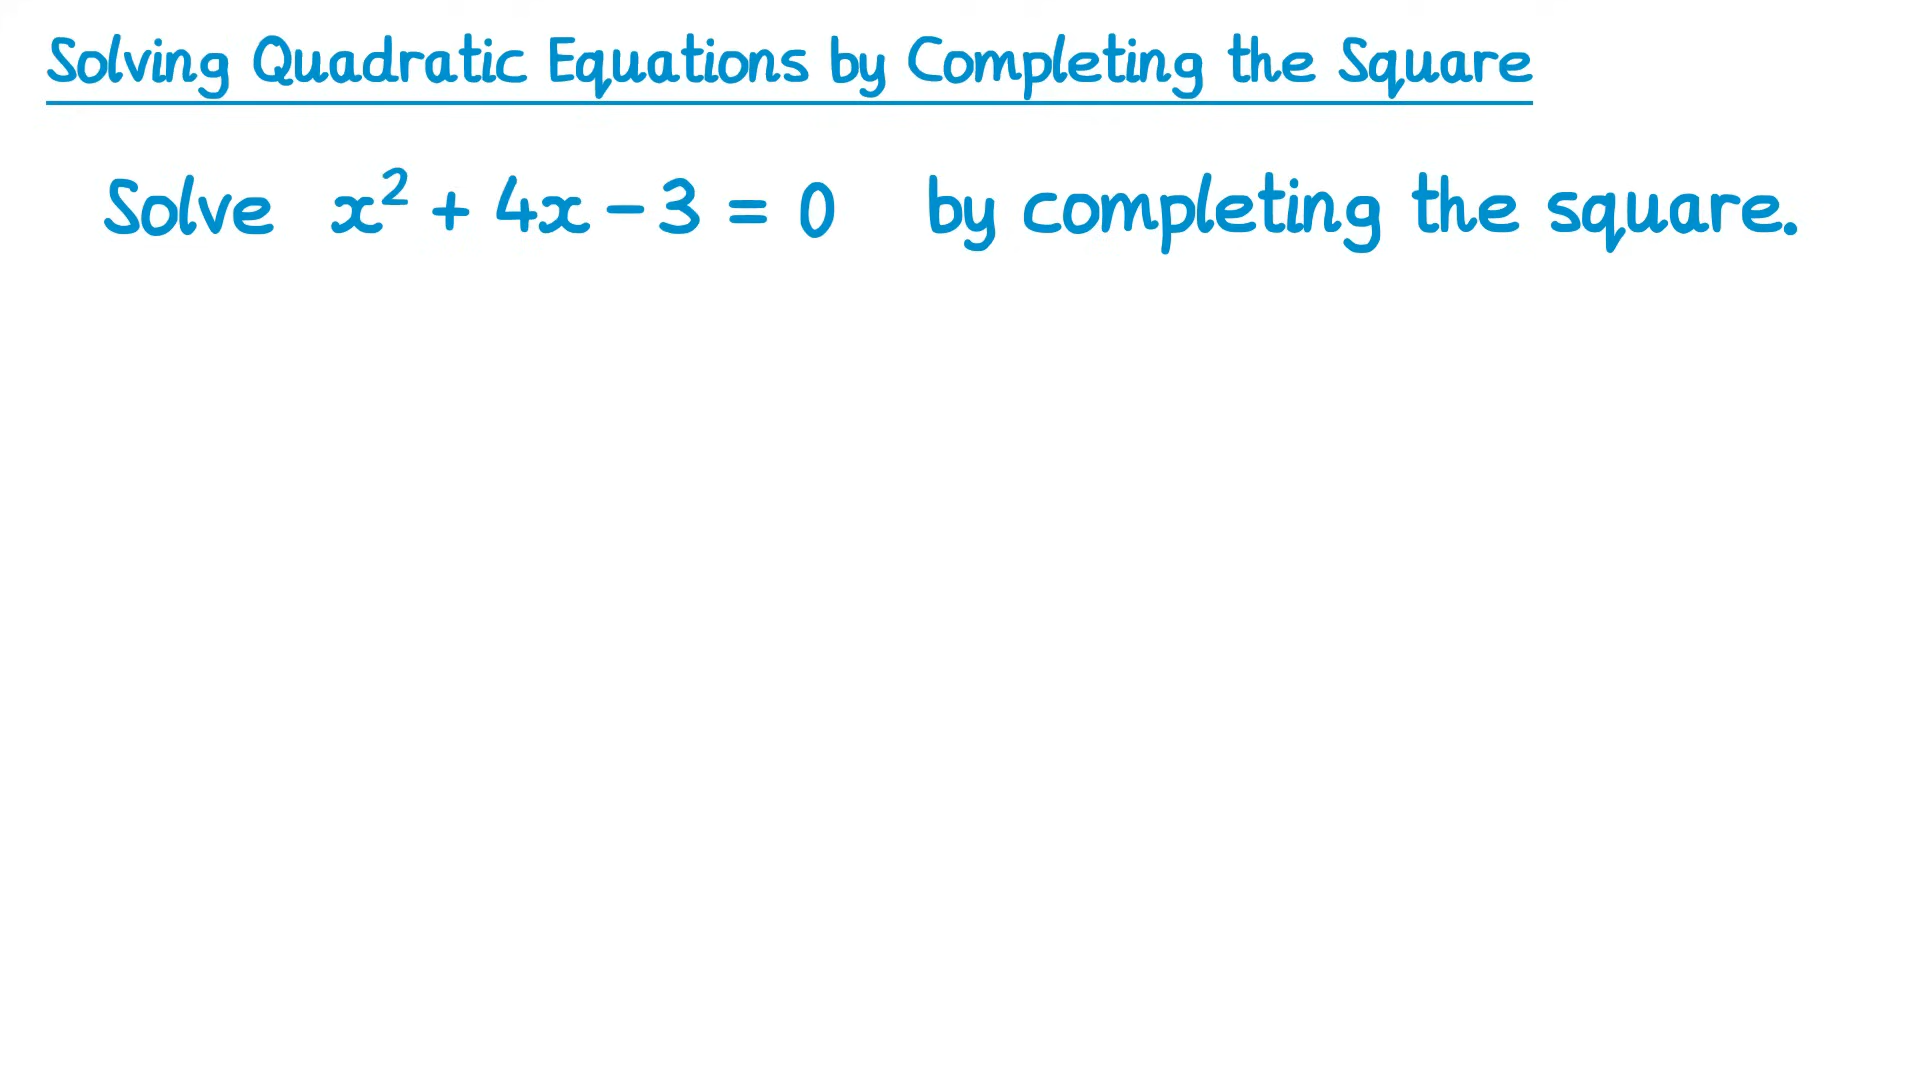 Solving Quadratic Equations by Completing the Square
Solve x² + 4x − 3 = 0 by completing the square.